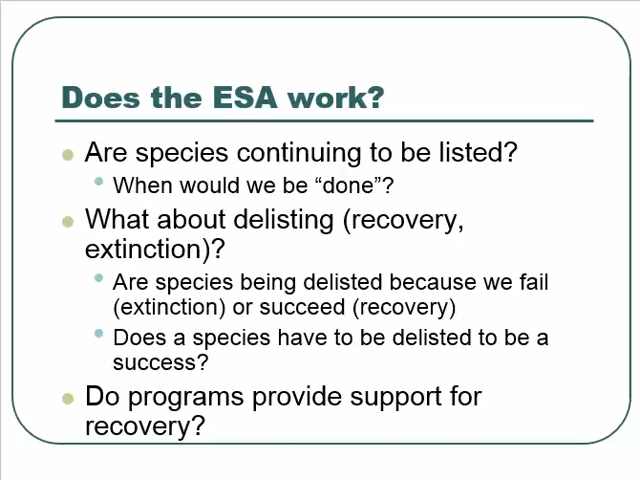 Does the ESA work?
Are species continuing to be listed?
When would we be “done”?
What about delisting (recovery,
extinction)?
Are species being delisted because we fail
(extinction) or succeed (recovery)
Does a species have to be delisted to be a
success?
Do programs provide support for
recovery?